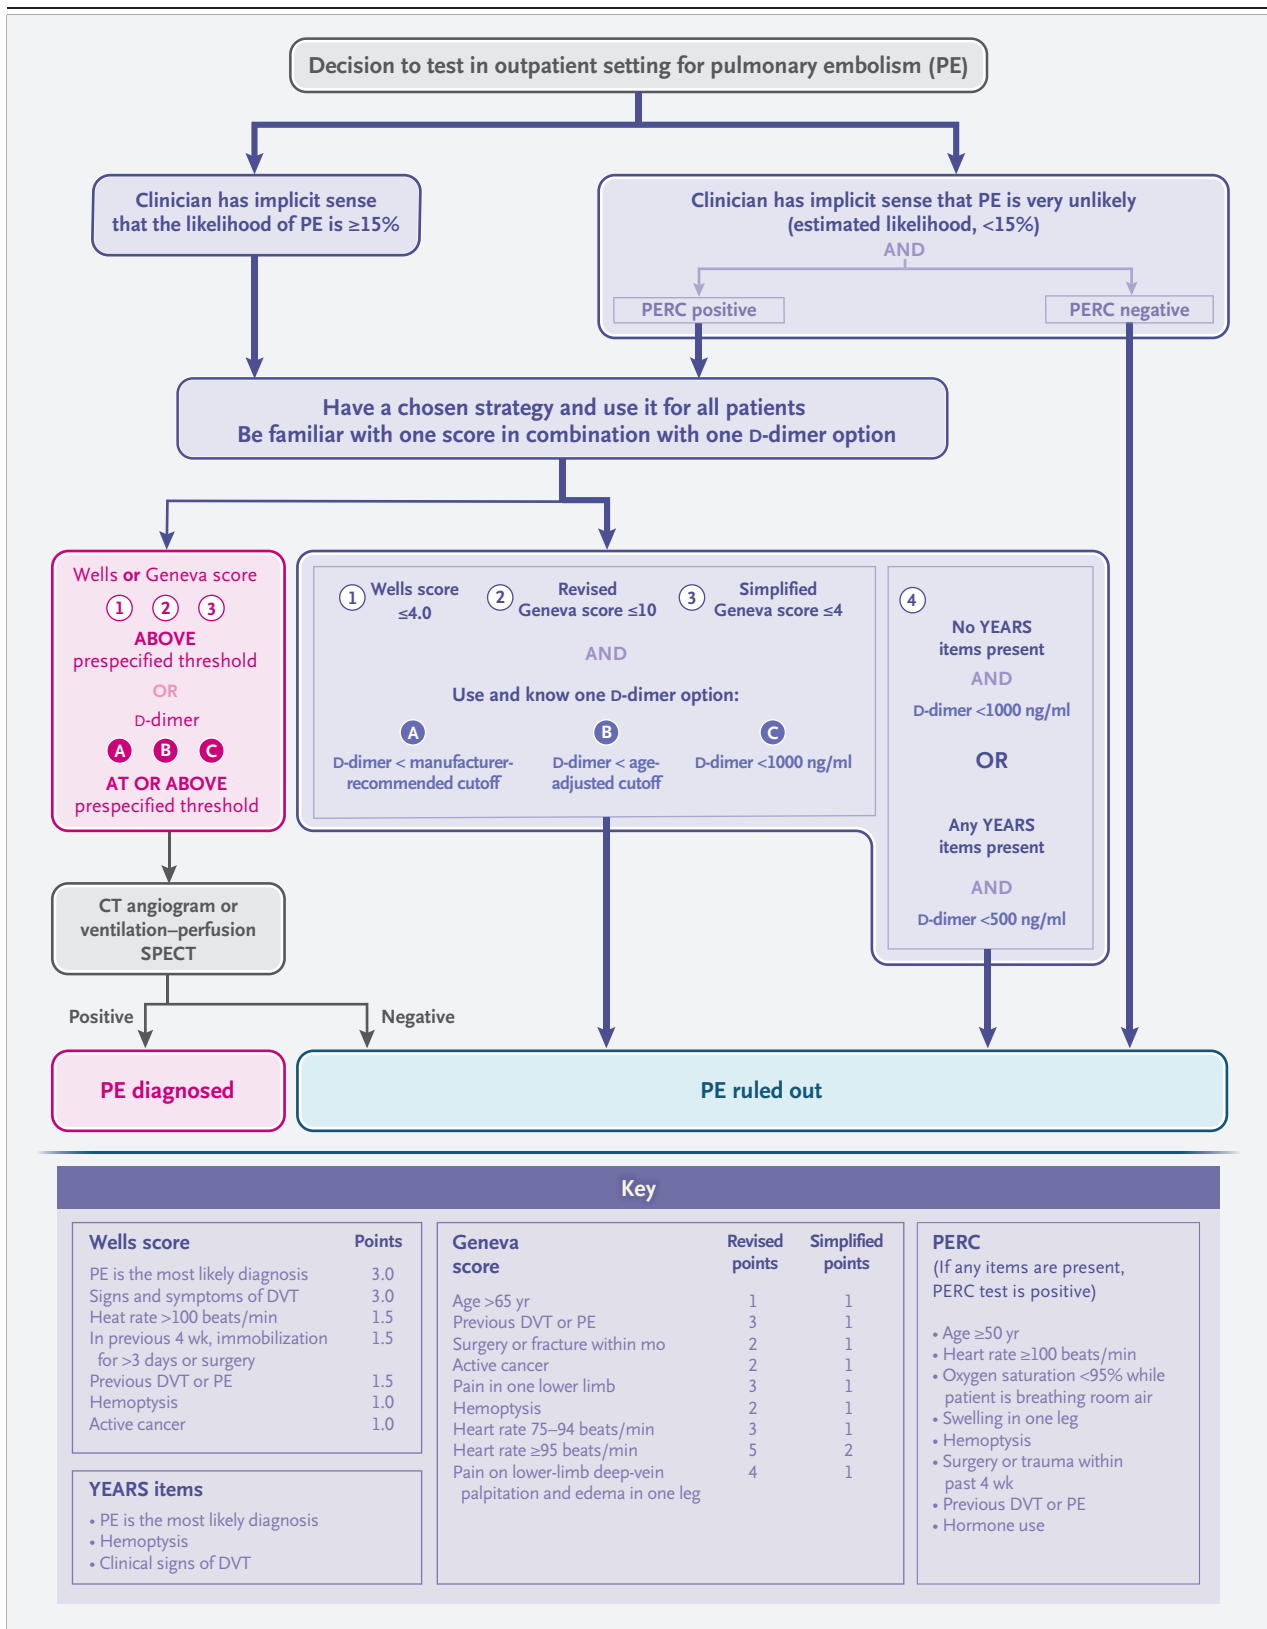 Decision to test in outpatient setting for pulmonary embolism (PE)
Clinician has implicit sense
that the likelihood of PE is ≥15%
Clinician has implicit sense that PE is very unlikely
(estimated likelihood, <15%)
AND
PERC positive
PERC negative
Have a chosen strategy and use it for all patients
Be familiar with one score in combination with one D-dimer option
Wells or Geneva score
1 2 3
ABOVE
prespecified threshold
OR
D-dimer
A B C
AT OR ABOVE
prespecified threshold
1 Wells score
≤4.0
2 Revised
Geneva score ≤10
3 Simplified
Geneva score ≤4
AND
Use and know one D-dimer option:
A
D-dimer < manufacturer-
recommended cutoff
B
D-dimer < age-
adjusted cutoff
C
D-dimer <1000 ng/ml
4
No YEARS
items present
AND
D-dimer <1000 ng/ml
OR
Any YEARS
items present
AND
D-dimer <500 ng/ml
CT angiogram or
ventilation–perfusion
SPECT
Positive
Negative
PE diagnosed
PE ruled out
Key
Wells score Points
PE is the most likely diagnosis 3.0
Signs and symptoms of DVT 3.0
Heat rate >100 beats/min 1.5
In previous 4 wk, immobilization 1.5
for >3 days or surgery
Previous DVT or PE 1.5
Hemoptysis 1.0
Active cancer 1.0
YEARS items
• PE is the most likely diagnosis
• Hemoptysis
• Clinical signs of DVT
Geneva Revised Simplified
score points points
Age >65 yr 1 1
Previous DVT or PE 3 1
Surgery or fracture within mo 2 1
Active cancer 2 1
Pain in one lower limb 3 1
Hemoptysis 2 1
Heart rate 75–94 beats/min 3 1
Heart rate ≥95 beats/min 5 2
Pain on lower-limb deep-vein 4 1
palpitation and edema in one leg
PERC
(If any items are present,
PERC test is positive)
• Age ≥50 yr
• Heart rate ≥100 beats/min
• Oxygen saturation <95% while
patient is breathing room air
• Swelling in one leg
• Hemoptysis
• Surgery or trauma within
past 4 wk
• Previous DVT or PE
• Hormone use